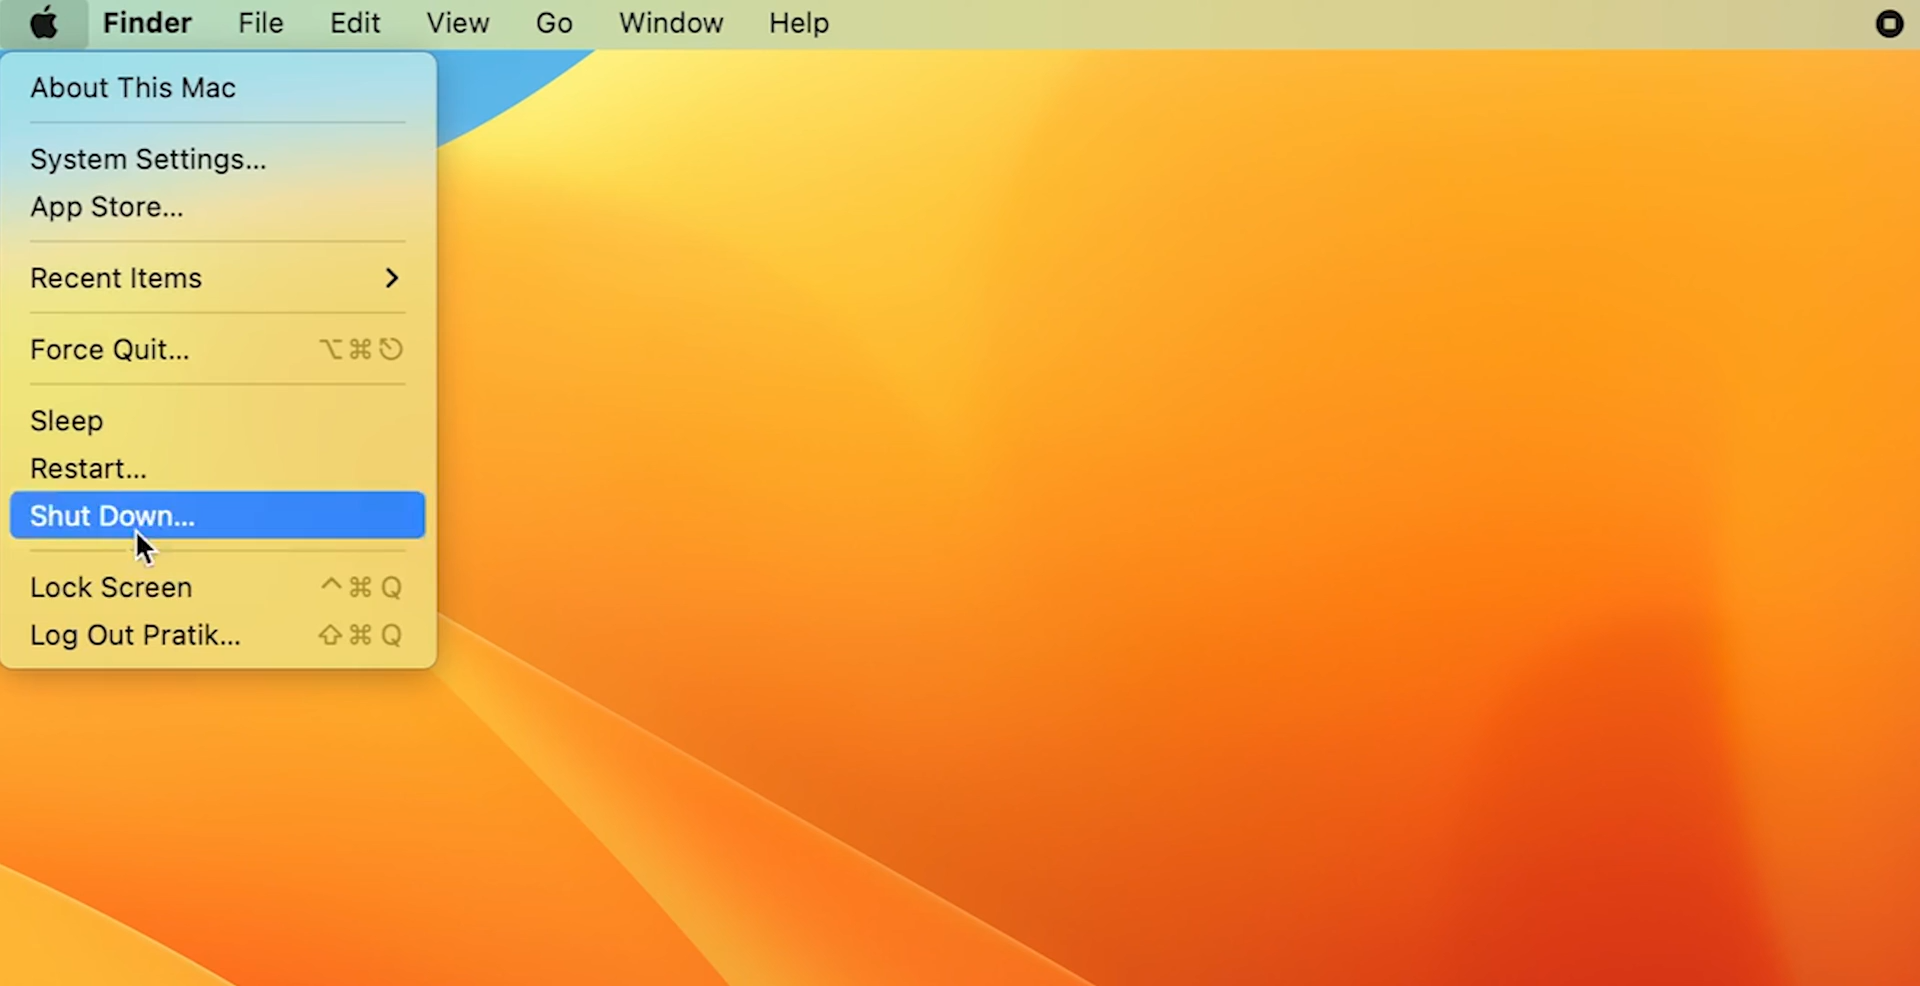 Finder File Edit View Go Window Help
About This Mac
System Settings...
App Store...
Recent Items
Force Quit... ⌥⌘⎋
Sleep
Restart...
Shut Down...
Lock Screen ^⌘Q
Log Out Pratik... ⇧⌘Q